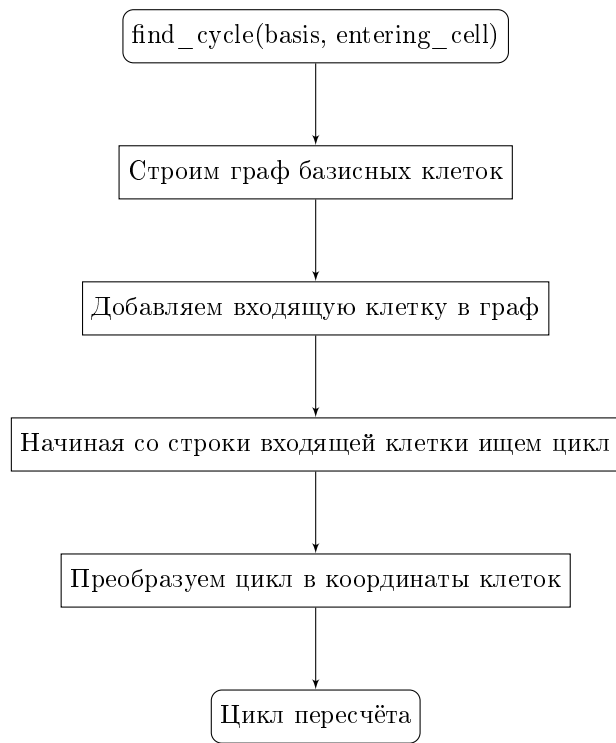 find_cycle(basis, entering_cell)
Строим граф базисных клеток
Добавляем входящую клетку в граф
Начиная со строки входящей клетки ищем цикл
Преобразуем цикл в координаты клеток
Цикл пересчёта